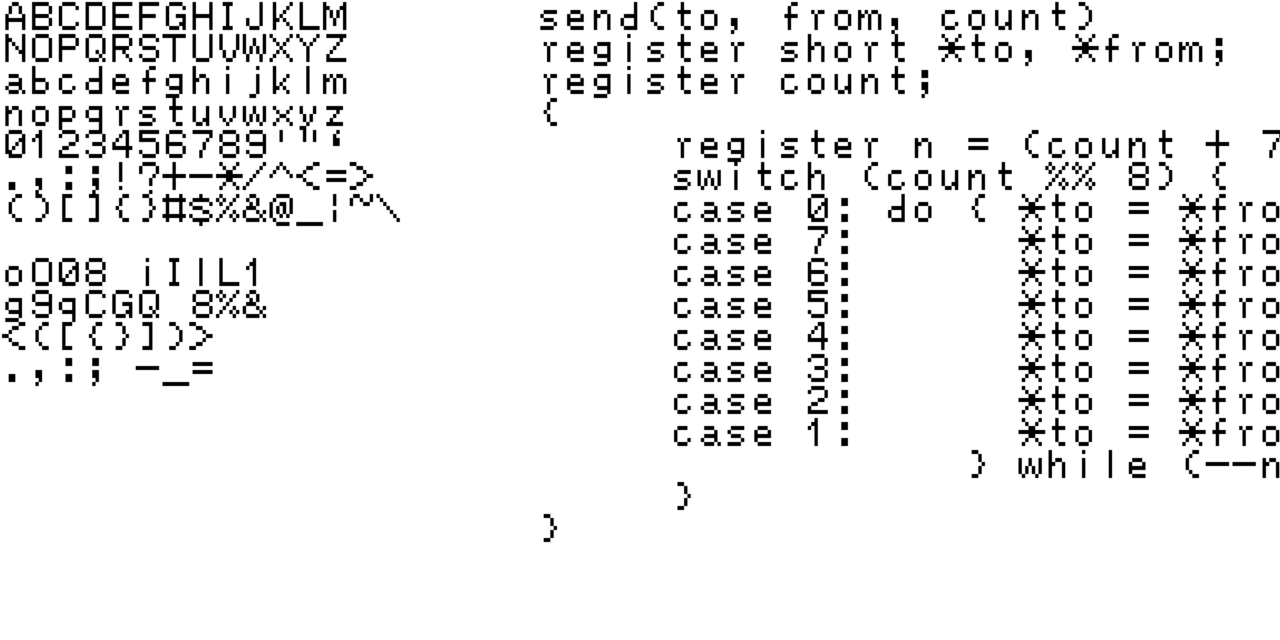 ABCDEFGHIJKLM
NOPQRSTUVWXYZ
abcdefghijklm
nopqrstuvwxyz
0123456789'"`
.,:;!?+-*/^<=>
()[]{}#$%&@_¦~\
oO08 iIlL1
g9qCGQ 8%&
<([{}])>
.,:; -_=
send(to, from, count)
register short *to, *from;
register count;
{
register n = (count + 7
switch (count %% 8) {
case 0: do { *to = *fro
case 7: *to = *fro
case 6: *to = *fro
case 5: *to = *fro
case 4: *to = *fro
case 3: *to = *fro
case 2: *to = *fro
case 1: *to = *fro
} while (--n
}
}